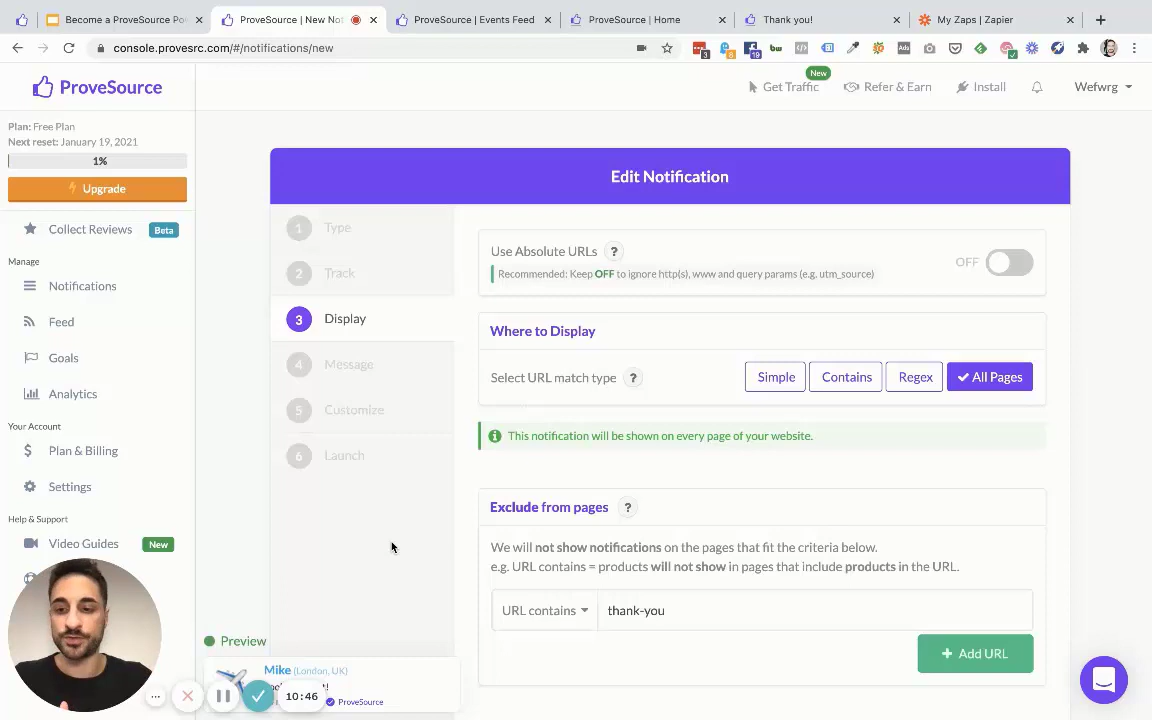 Become a ProveSource Po
ProveSource | New No
ProveSource | Events Feed
ProveSource | Home
Thank you!
My Zaps | Zapier
console.provesrc.com/#/notifications/new
3
8
19
bw
Ads
ProveSource
New
Get Traffic
Refer & Earn
Install
Wefwrg
Plan: Free Plan
Next reset: January 19, 2021
1%
Upgrade
Collect Reviews Beta
Manage
Notifications
Feed
Goals
Analytics
Your Account
Plan & Billing
Settings
Help & Support
Video Guides New
Edit Notification
1 Type
2 Track
3 Display
4 Message
5 Customize
6 Launch
Use Absolute URLs ?
Recommended: Keep OFF to ignore http(s), www and query params (e.g. utm_source)
OFF
Where to Display
Select URL match type ?
Simple
Contains
Regex
All Pages
This notification will be shown on every page of your website.
Exclude from pages ?
We will not show notifications on the pages that fit the criteria below.
e.g. URL contains = products will not show in pages that include products in the URL.
URL contains
thank-you
+ Add URL
Preview
Mike (London, UK)
10:46
ProveSource